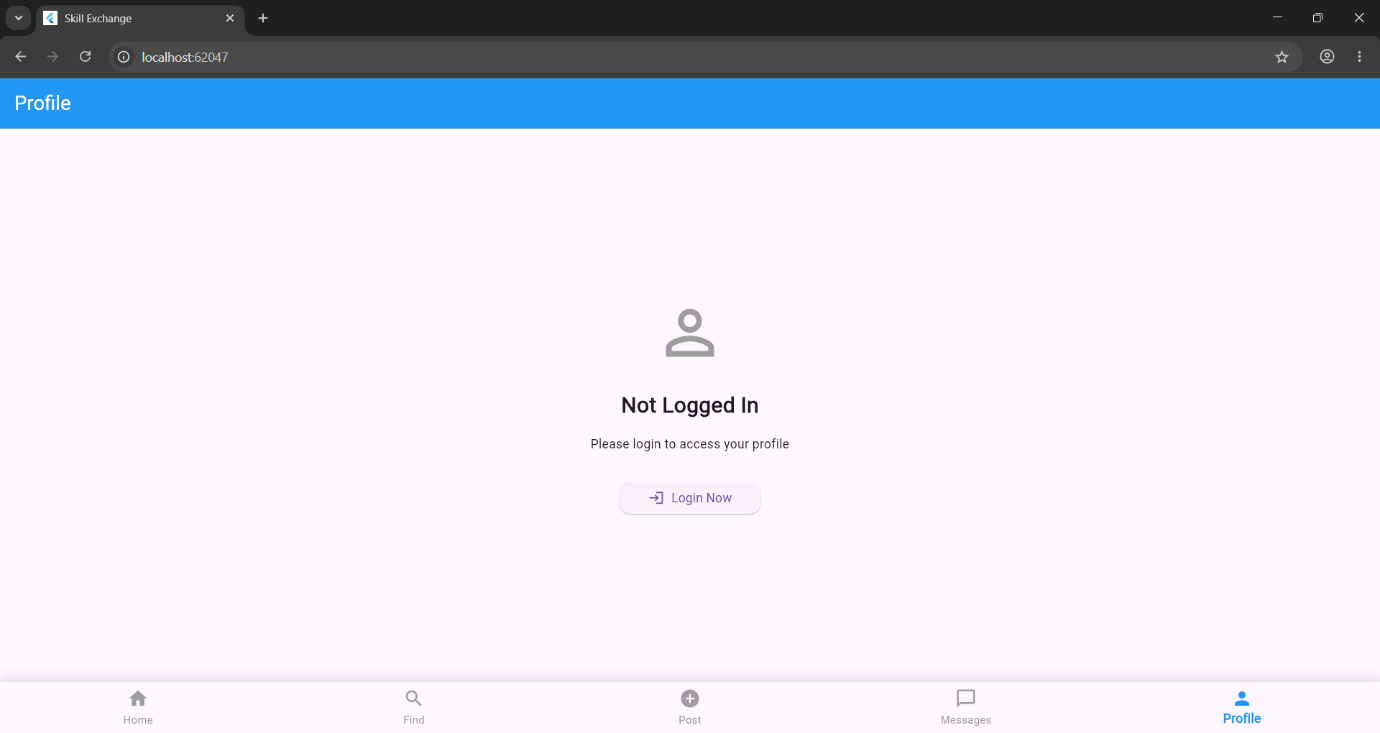 Skill Exchange
localhost:62047
Profile
Not Logged In
Please login to access your profile
Login Now
Home
Find
Post
Messages
Profile